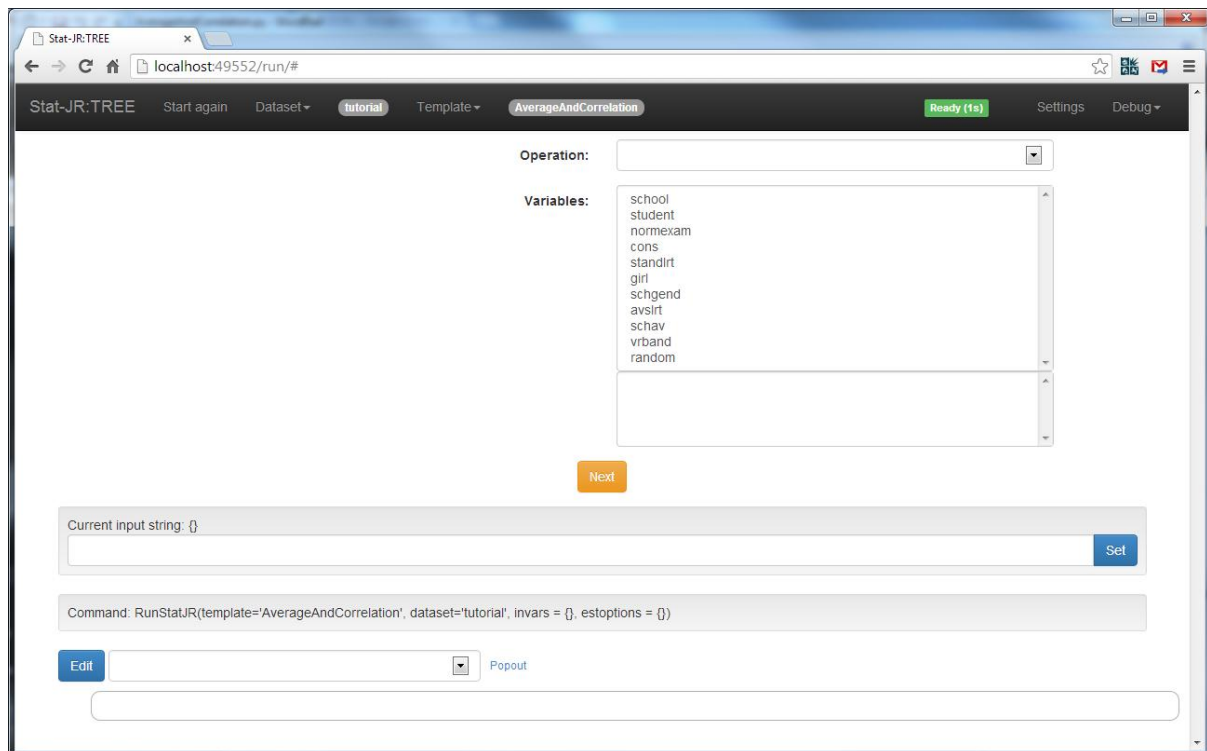 Stat-JR:TREE
localhost:49552/run/#
Stat-JR:TREE Start again Dataset tutorial Template AverageAndCorrelation Ready (1s) Settings Debug
Operation:
Variables:
school
student
normexam
cons
standlrt
girl
schgend
avslrt
schav
vrband
random
Next
Current input string: {}
Set
Command: RunStatJR(template='AverageAndCorrelation', dataset='tutorial', invars = {}, estoptions = {})
Edit
Popout